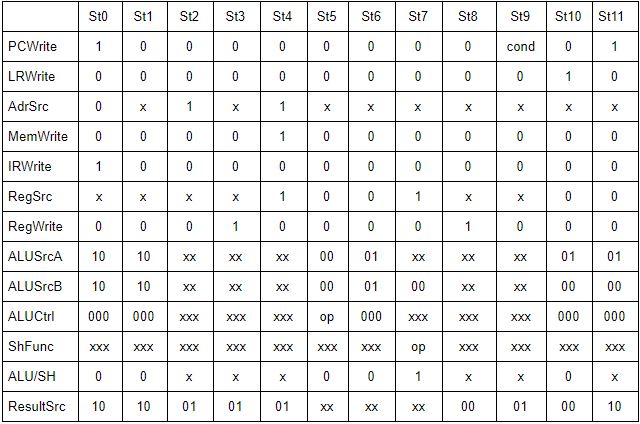 St0 St1 St2 St3 St4 St5 St6 St7 St8 St9 St10 St11
PCWrite 1 0 0 0 0 0 0 0 0 cond 0 1
LRWrite 0 0 0 0 0 0 0 0 0 0 1 0
AdrSrc 0 x 1 x 1 x x x x x x x
MemWrite 0 0 0 0 1 0 0 0 0 0 0 0
IRWrite 1 0 0 0 0 0 0 0 0 0 0 0
RegSrc x x x x 1 0 0 1 x x 0 0
RegWrite 0 0 0 1 0 0 0 0 1 0 0 0
ALUSrcA 10 10 xx xx xx 00 01 xx xx xx 01 01
ALUSrcB 10 10 xx xx xx 00 01 00 xx xx 00 00
ALUCtrl 000 000 xxx xxx xxx op 000 xxx xxx xxx 000 000
ShFunc xxx xxx xxx xxx xxx xxx xxx op xxx xxx xxx xxx
ALU/SH 0 0 x x x 0 0 1 x x 0 x
ResultSrc 10 10 01 01 01 xx xx xx 00 01 00 10